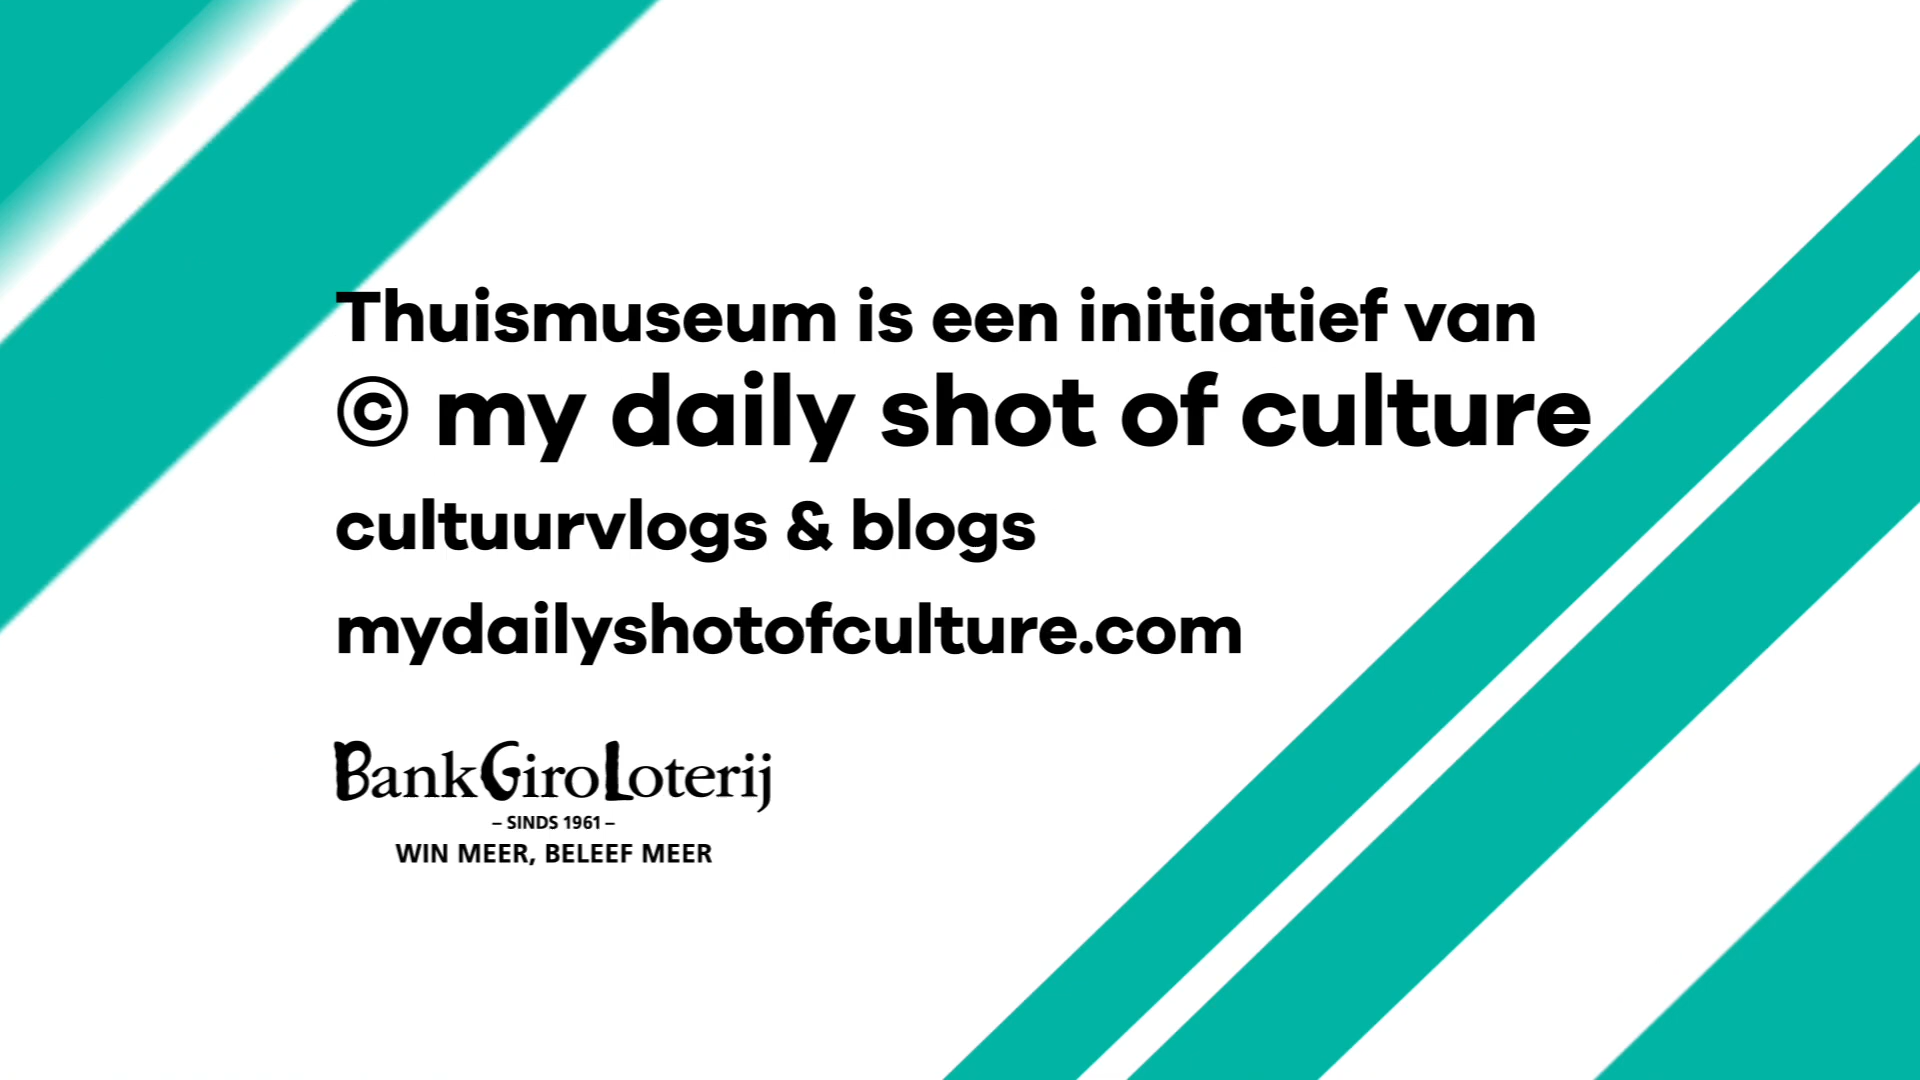 Thuismuseum is een initiatief van
© my daily shot of culture
cultuurvlogs & blogs
mydailyshotofculture.com
BankGiroLoterij
– SINDS 1961 –
WIN MEER, BELEEF MEER